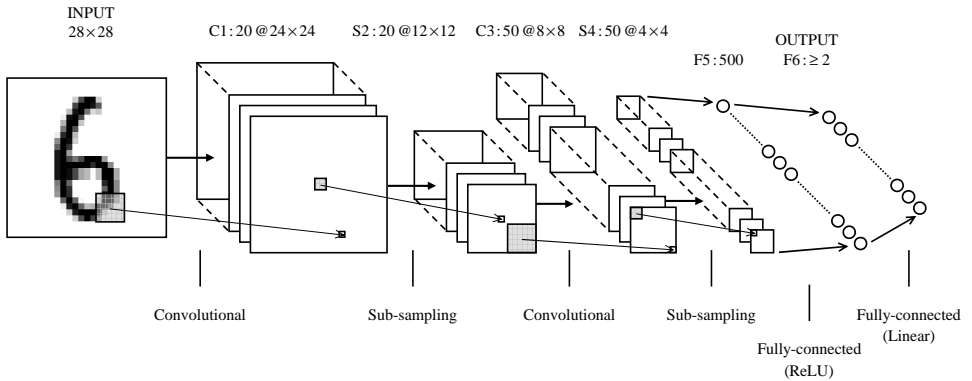 INPUT
28×28
C1:20@24×24
S2:20@12×12
C3:50@8×8
S4:50@4×4
F5:500
OUTPUT
F6:≥2
Convolutional
Sub-sampling
Convolutional
Sub-sampling
Fully-connected
(ReLU)
Fully-connected
(Linear)